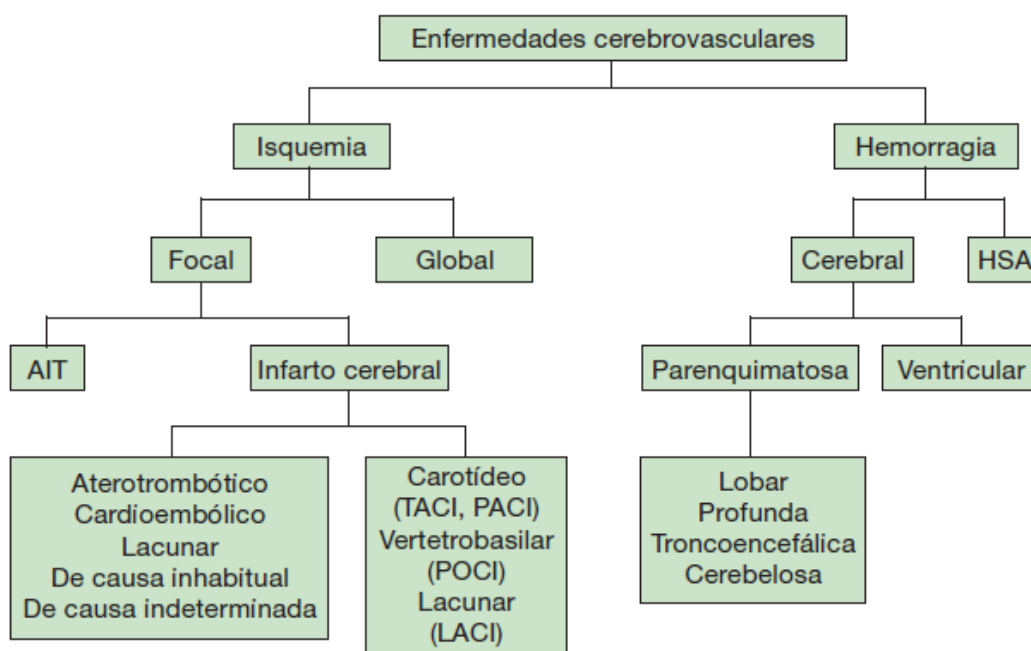 Enfermedades cerebrovasculares
Isquemia
Hemorragia
Focal
Global
Cerebral
HSA
AIT
Infarto cerebral
Parenquimatosa
Ventricular
Aterotrombótico
Cardioembólico
Lacunar
De causa inhabitual
De causa indeterminada
Carotídeo
(TACI, PACI)
Vertetrobasilar
(POCI)
Lacunar
(LACI)
Lobar
Profunda
Troncoencefálica
Cerebelosa